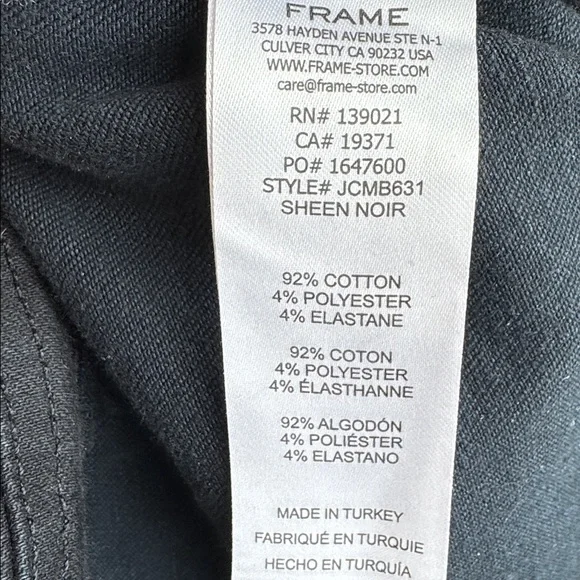 FRAME
3578 HAYDEN AVENUE STE N-1
CULVER CITY CA 90232 USA
WWW.FRAME-STORE.COM
care@frame-store.com
RN# 139021
CA# 19371
PO# 1647600
STYLE# JCMB631
SHEEN NOIR
92% COTTON
4% POLYESTER
4% ELASTANE
92% COTON
4% POLYESTER
4% ÉLASTHANNE
92% ALGODÓN
4% POLIÉSTER
4% ELASTANO
MADE IN TURKEY
FABRIQUÉ EN TURQUIE
HECHO EN TURQUÍA